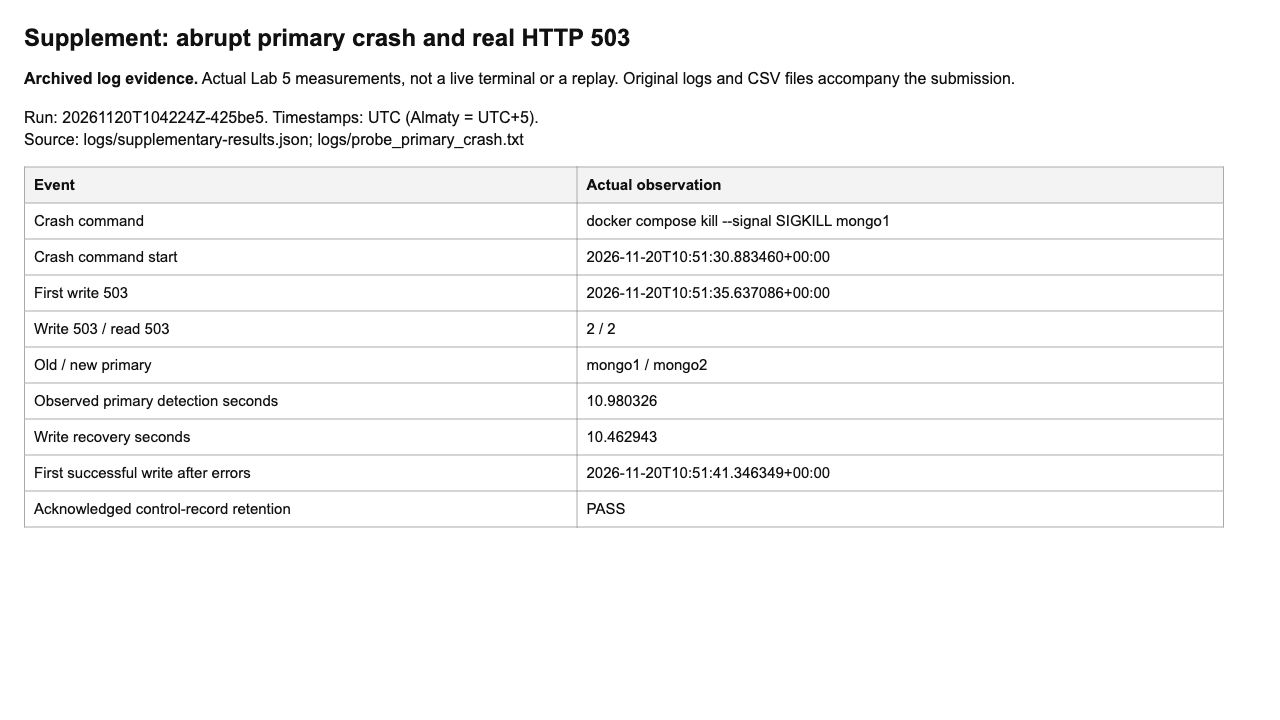 Supplement: abrupt primary crash and real HTTP 503
Archived log evidence. Actual Lab 5 measurements, not a live terminal or a replay. Original logs and CSV files accompany the submission.
Run: 20261120T104224Z-425be5. Timestamps: UTC (Almaty = UTC+5).
Source: logs/supplementary-results.json; logs/probe_primary_crash.txt
Event Actual observation
Crash command docker compose kill --signal SIGKILL mongo1
Crash command start 2026-11-20T10:51:30.883460+00:00
First write 503 2026-11-20T10:51:35.637086+00:00
Write 503 / read 503 2 / 2
Old / new primary mongo1 / mongo2
Observed primary detection seconds 10.980326
Write recovery seconds 10.462943
First successful write after errors 2026-11-20T10:51:41.346349+00:00
Acknowledged control-record retention PASS